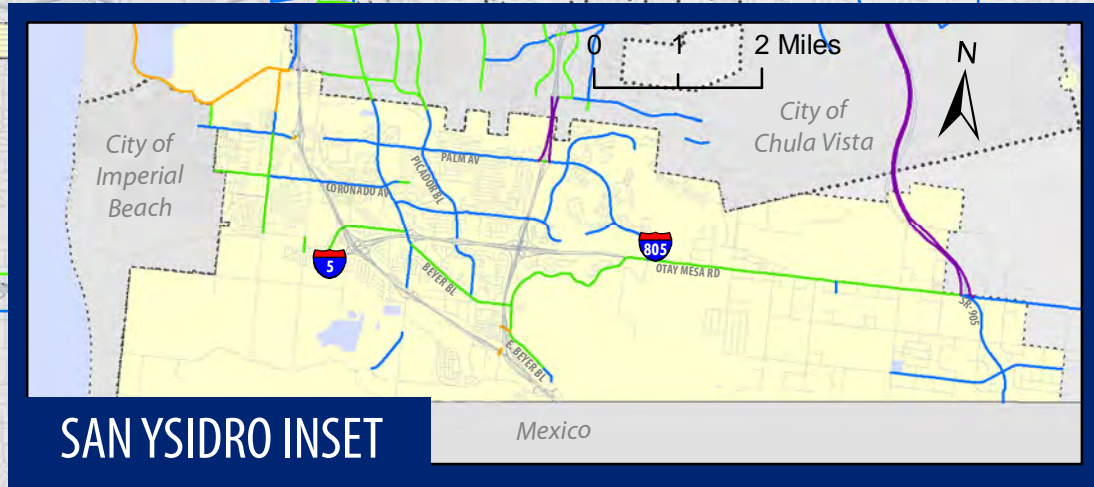 0 1 2 Miles
N
City of
Imperial
Beach
City of
Chula Vista
PALM AV
PICADOR BL
CORONADO AV
5
BEYER BL
805
OTAY MESA RD
SR-905
E. BEYER BL
SAN YSIDRO INSET
Mexico